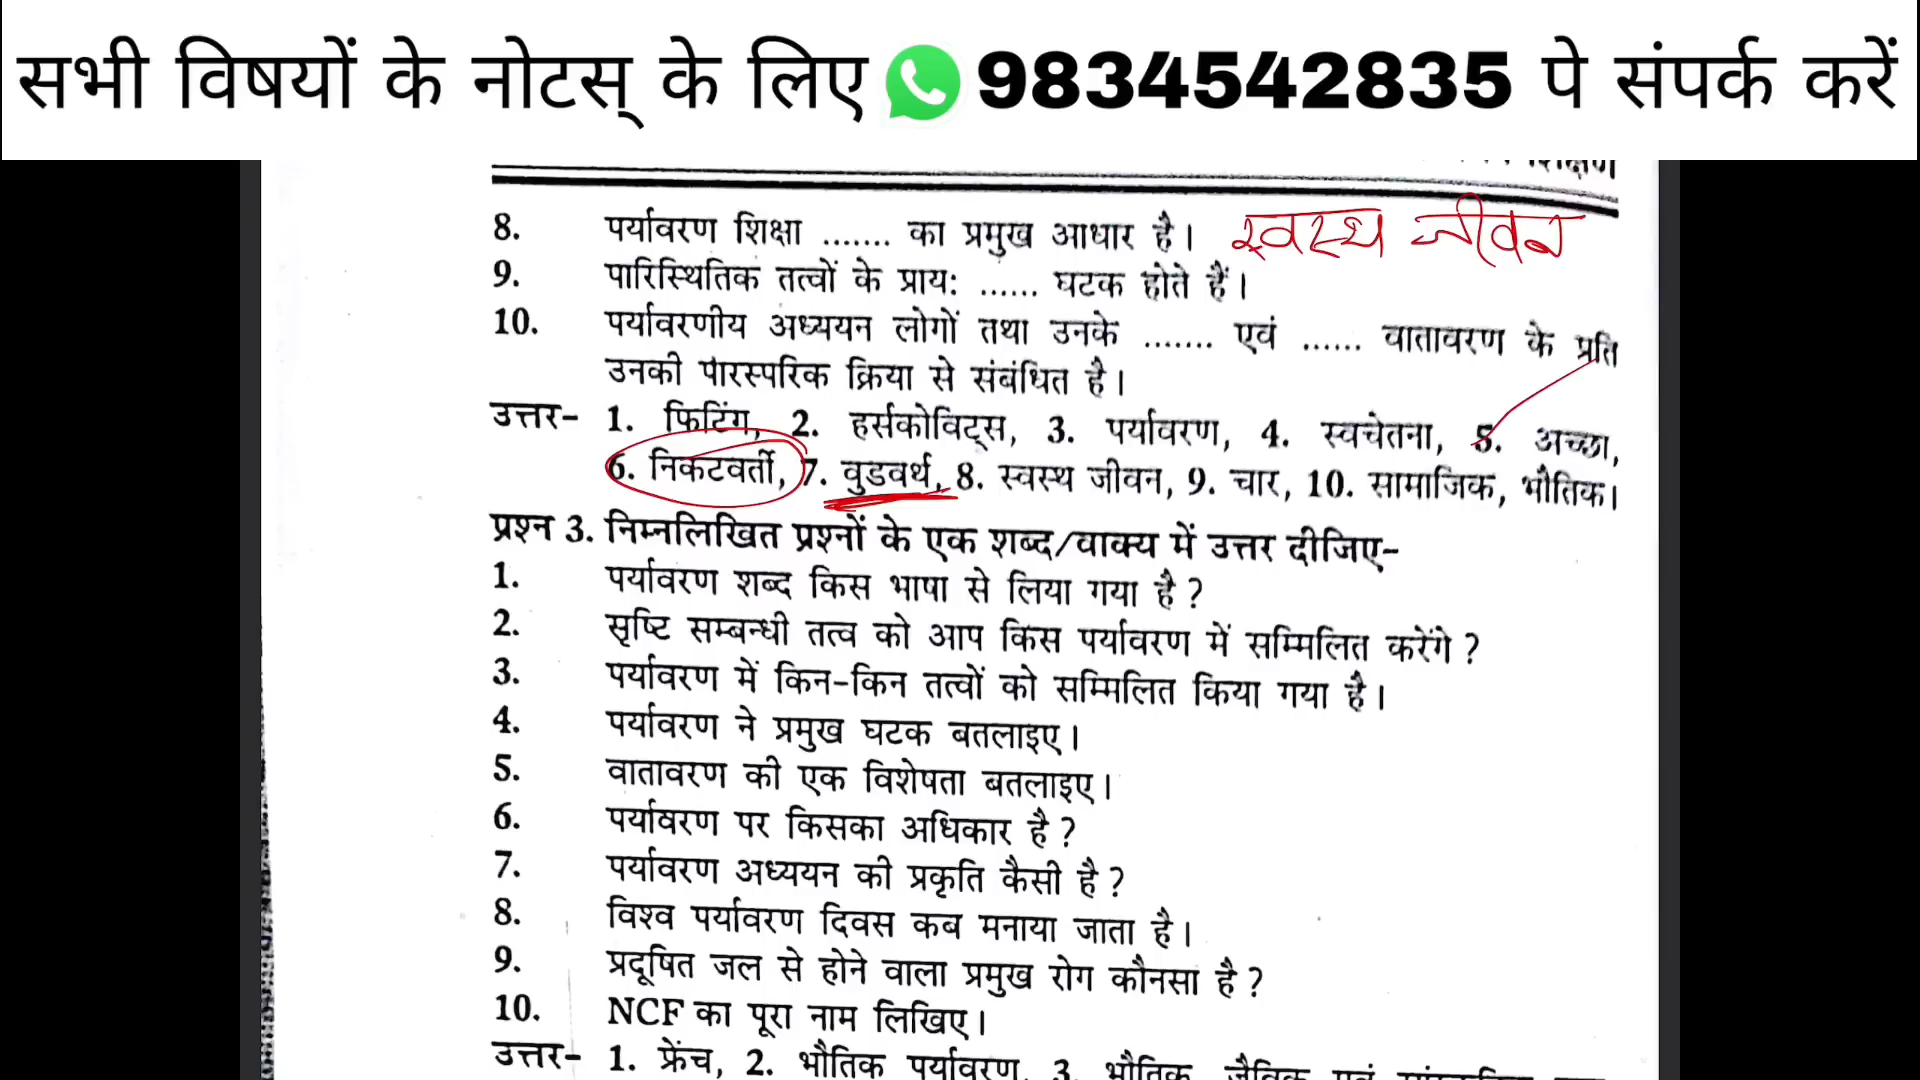 सभी विषयों के नोटस् के लिए 9834542835 पे संपर्क करें
शिक्षण
8. पर्यावरण शिक्षा ....... का प्रमुख आधार है। स्वस्थ जीवन
9. पारिस्थितिक तत्वों के प्राय: ...... घटक होते हैं।
10. पर्यावरणीय अध्ययन लोगों तथा उनके ....... एवं ...... वातावरण के प्रति
उनकी पारस्परिक क्रिया से संबंधित है।
उत्तर- 1. फिटिंग, 2. हर्सकोविट्स, 3. पर्यावरण, 4. स्वचेतना, 5. अच्छा,
6. निकटवर्ती, 7. वुडवर्थ, 8. स्वस्थ जीवन, 9. चार, 10. सामाजिक, भौतिक।
प्रश्न 3. निम्नलिखित प्रश्नों के एक शब्द/वाक्य में उत्तर दीजिए-
1. पर्यावरण शब्द किस भाषा से लिया गया है ?
2. सृष्टि सम्बन्धी तत्व को आप किस पर्यावरण में सम्मिलित करेंगे ?
3. पर्यावरण में किन-किन तत्वों को सम्मिलित किया गया है।
4. पर्यावरण ने प्रमुख घटक बतलाइए।
5. वातावरण की एक विशेषता बतलाइए।
6. पर्यावरण पर किसका अधिकार है ?
7. पर्यावरण अध्ययन की प्रकृति कैसी है ?
8. विश्व पर्यावरण दिवस कब मनाया जाता है।
9. प्रदूषित जल से होने वाला प्रमुख रोग कौनसा है ?
10. NCF का पूरा नाम लिखिए।
उत्तर- 1. फ्रेंच, 2. भौतिक पर्यावरण, 3. भौतिक, जैविक एवं